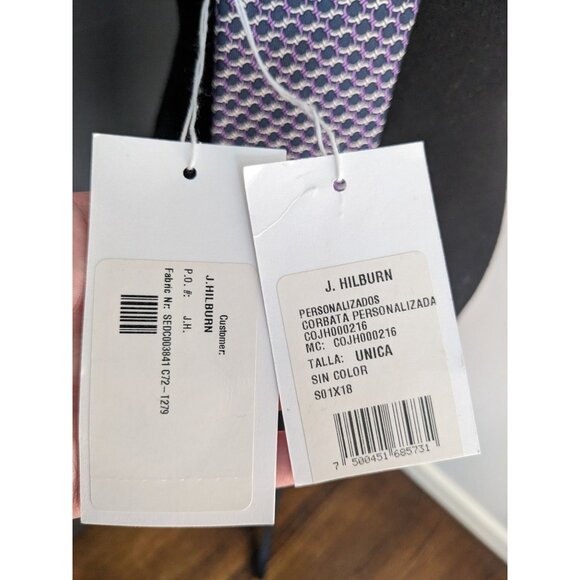 Customer:
J.HILBURN
P.O. #: J.H.
Fabric Nr: SEDC003841 C72-T279
J. HILBURN
PERSONALIZADOS
CORBATA PERSONALIZADA
COJH000216
MC: COJH000216
TALLA: UNICA
SIN COLOR
S01X18
7 500451 685731